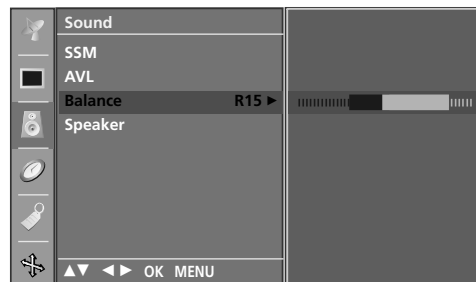 Sound
SSM
AVL
Balance R15 ►
Speaker
▲▼ ◄► OK MENU